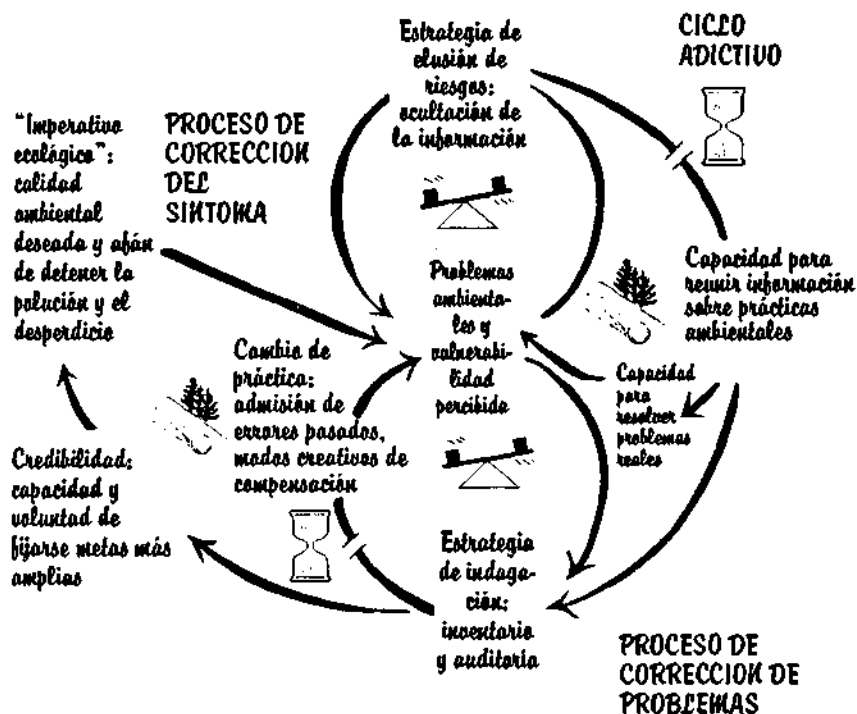 Estrategia de
elusión de
riesgos:
ocultación de
la información
CICLO
ADICTIVO
"Imperativo
ecológico":
calidad
ambiental
deseada y afán
de detener la
polución y el
desperdicio
PROCESO DE
CORRECCION
DEL
SINTOMA
Problemas
ambienta-
les y
vulnerabi-
lidad
percibida
Capacidad para
reunir información
sobre prácticas
ambientales
Cambio de
práctica:
admisión de
errores pasados,
modos creativos de
compensación
Capacidad
para
resolver
problemas
reales
Credibilidad:
capacidad y
voluntad de
fijarse metas más
amplias
Estrategia
de indaga-
ción:
inventario
y auditoría
PROCESO DE
CORRECCION DE
PROBLEMAS